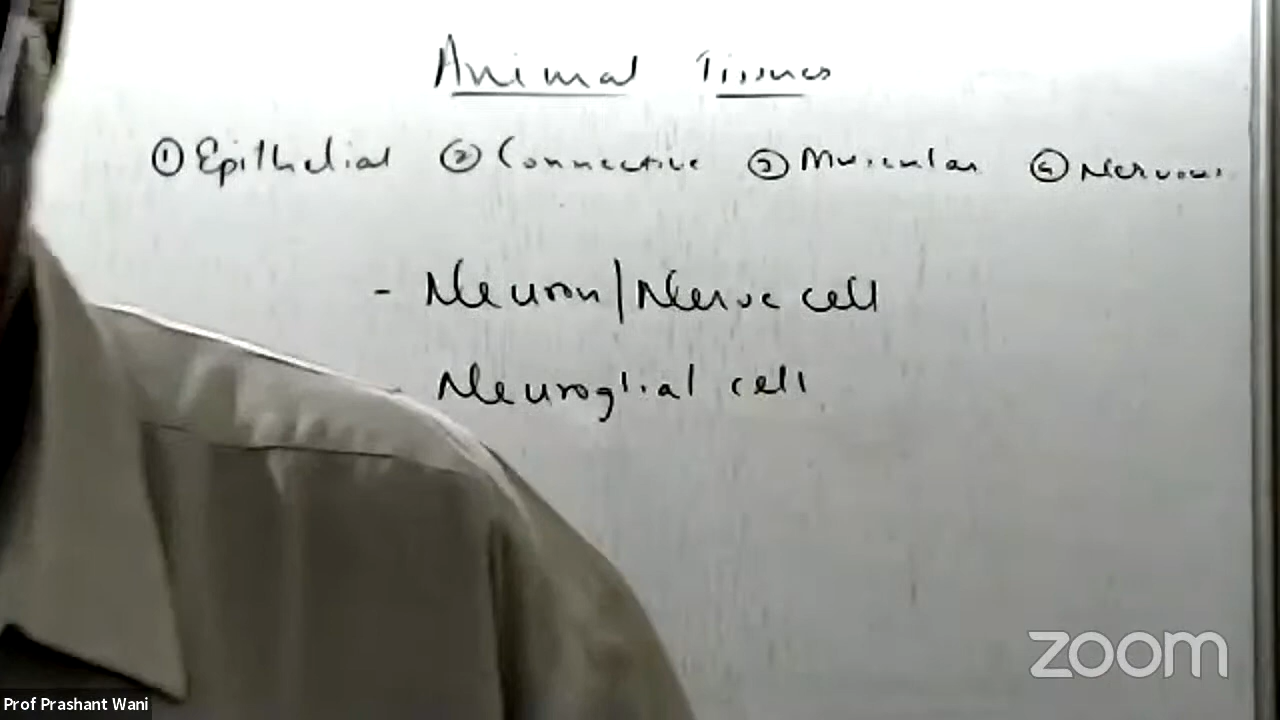 Animal Tissues
① Epithelial ② Connective ③ Muscular ④ Nervous
- Neuron/Nerve cell
- Neuroglial cell
zoom
Prof Prashant Wani